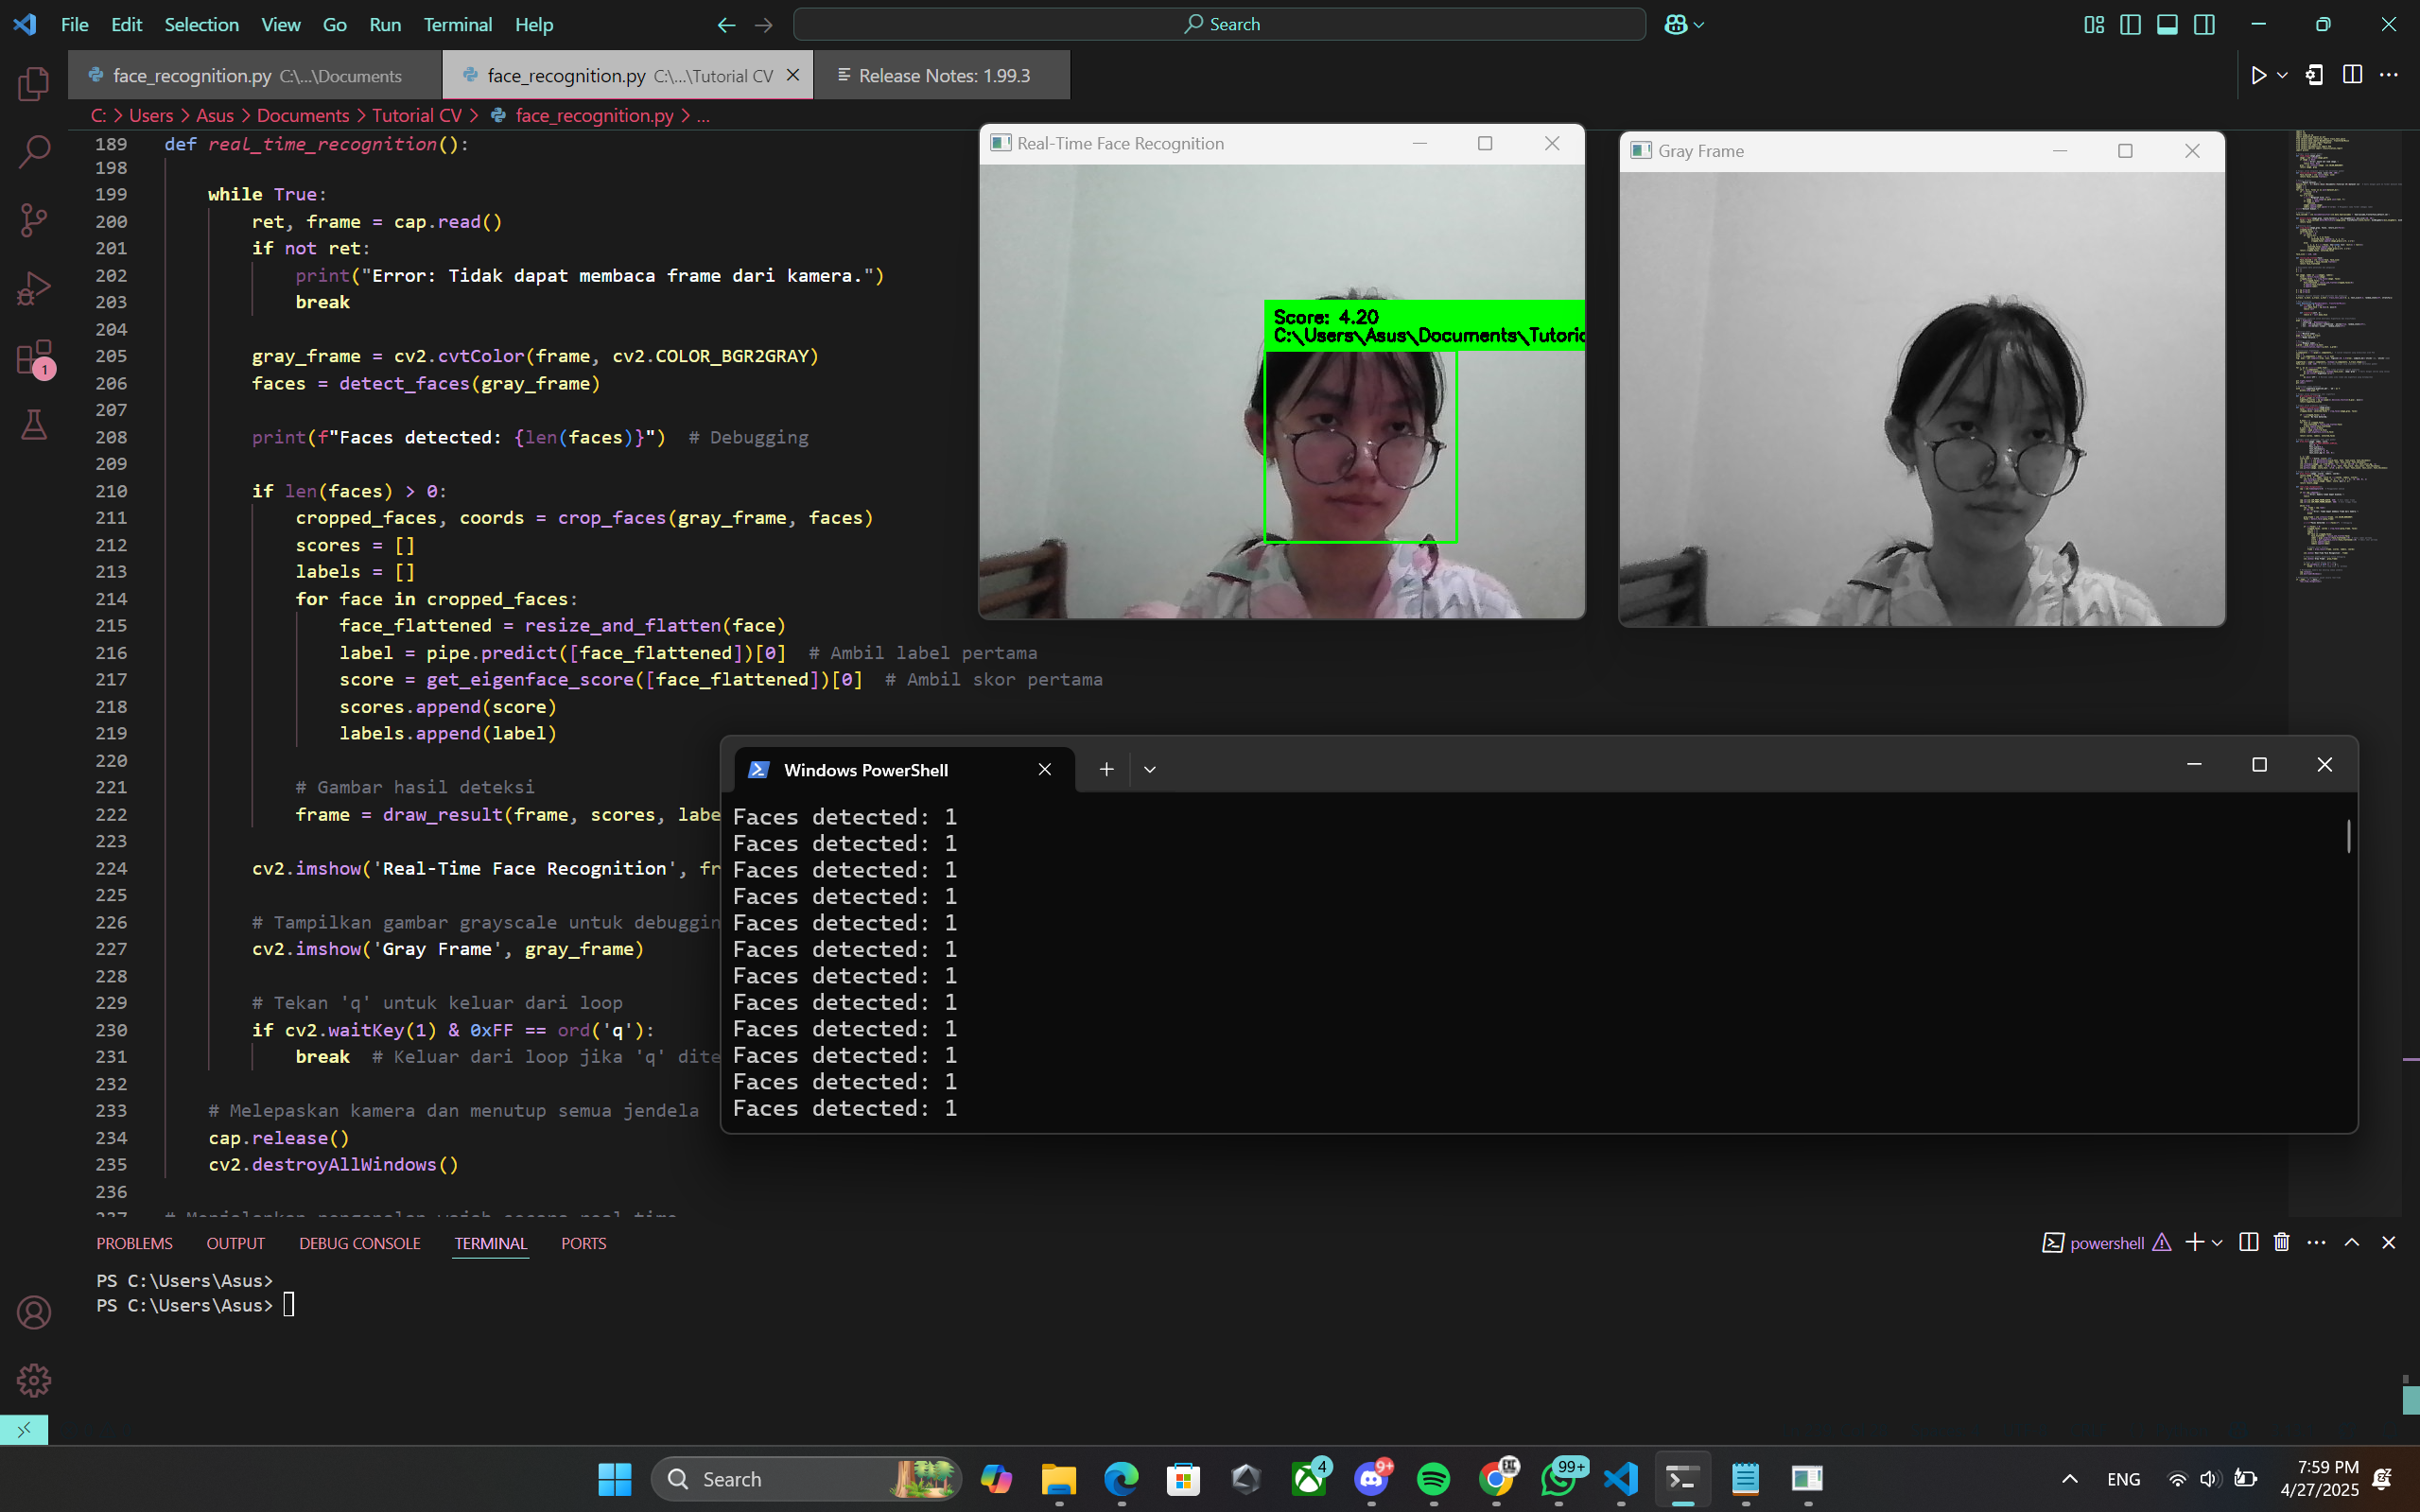 File Edit Selection View Go Run Terminal Help
Search
face_recognition.py C:\...\Documents
face_recognition.py C:\...\Tutorial CV
Release Notes: 1.99.3
C: > Users > Asus > Documents > Tutorial CV > face_recognition.py > ...
189 def real_time_recognition():
198
199 while True:
200 ret, frame = cap.read()
201 if not ret:
202 print("Error: Tidak dapat membaca frame dari kamera.")
203 break
204
205 gray_frame = cv2.cvtColor(frame, cv2.COLOR_BGR2GRAY)
206 faces = detect_faces(gray_frame)
207
208 print(f"Faces detected: {len(faces)}") # Debugging
209
210 if len(faces) > 0:
211 cropped_faces, coords = crop_faces(gray_frame, faces)
212 scores = []
213 labels = []
214 for face in cropped_faces:
215 face_flattened = resize_and_flatten(face)
216 label = pipe.predict([face_flattened])[0] # Ambil label pertama
217 score = get_eigenface_score([face_flattened])[0] # Ambil skor pertama
218 scores.append(score)
219 labels.append(label)
220
221 # Gambar hasil deteksi
222 frame = draw_result(frame, scores, labe
223
224 cv2.imshow('Real-Time Face Recognition', fr
225
226 # Tampilkan gambar grayscale untuk debuggin
227 cv2.imshow('Gray Frame', gray_frame)
228
229 # Tekan 'q' untuk keluar dari loop
230 if cv2.waitKey(1) & 0xFF == ord('q'):
231 break # Keluar dari loop jika 'q' dite
232
233 # Melepaskan kamera dan menutup semua jendela
234 cap.release()
235 cv2.destroyAllWindows()
236
Real-Time Face Recognition
Score: 4.20
C:\Users\Asus\Documents\Tutoric
Gray Frame
Windows PowerShell
Faces detected: 1
Faces detected: 1
Faces detected: 1
Faces detected: 1
Faces detected: 1
Faces detected: 1
Faces detected: 1
Faces detected: 1
Faces detected: 1
Faces detected: 1
Faces detected: 1
Faces detected: 1
PROBLEMS OUTPUT DEBUG CONSOLE TERMINAL PORTS
powershell
PS C:\Users\Asus>
PS C:\Users\Asus>
1
Search
4
9+
99+
ENG
7:59 PM
4/27/2025